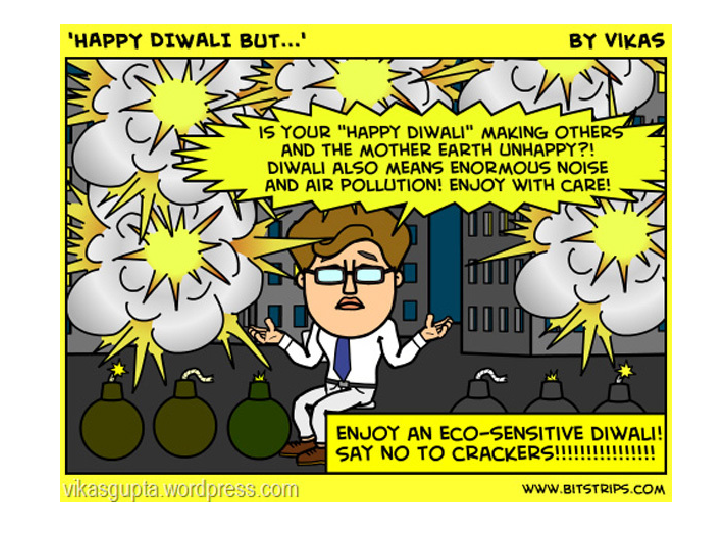 'HAPPY DIWALI BUT...'
BY VIKAS
IS YOUR "HAPPY DIWALI" MAKING OTHERS
AND THE MOTHER EARTH UNHAPPY?!
DIWALI ALSO MEANS ENORMOUS NOISE
AND AIR POLLUTION! ENJOY WITH CARE!
ENJOY AN ECO-SENSITIVE DIWALI!
SAY NO TO CRACKERS!!!!!!!!!!!!!!!!
vikasgupta.wordpress.com
WWW.BITSTRIPS.COM